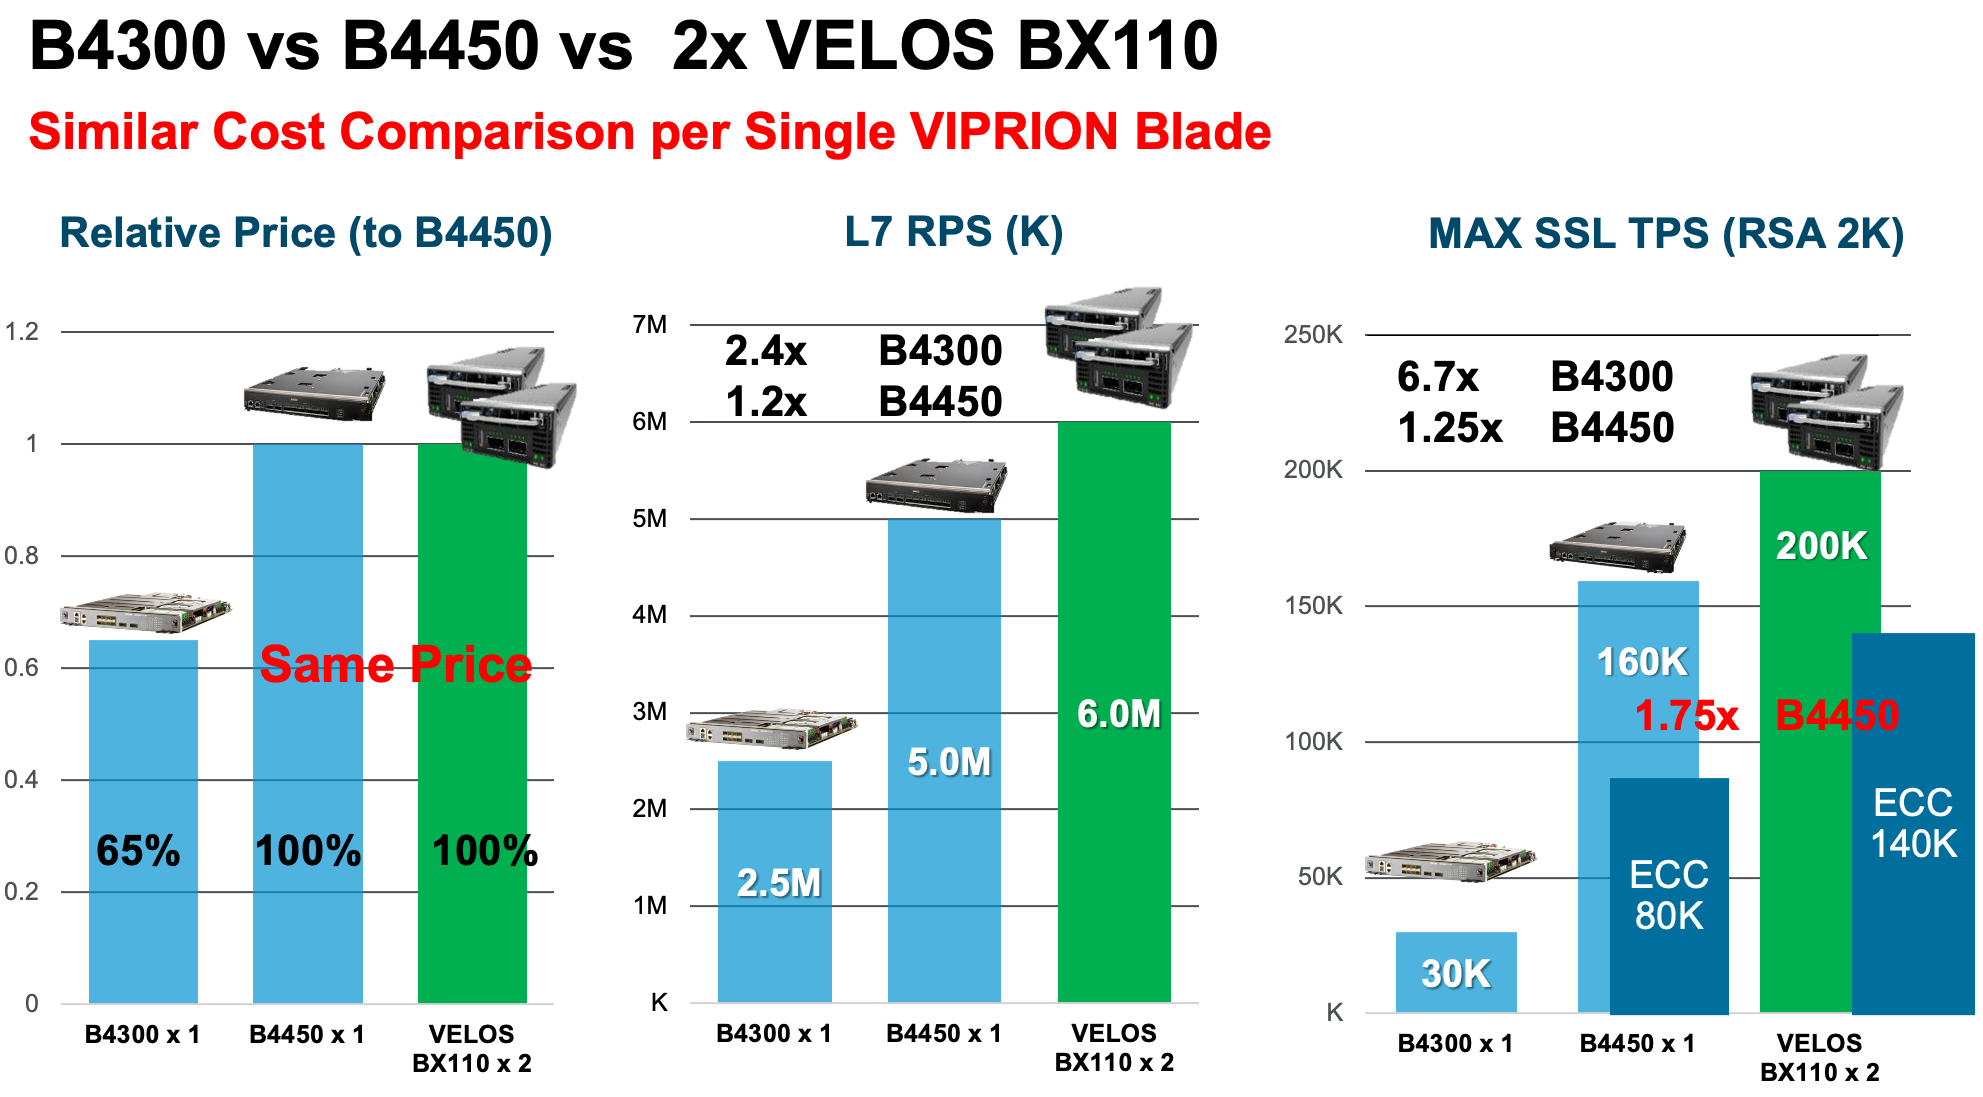 B4300 vs B4450 vs 2x VELOS BX110
Similar Cost Comparison per Single VIPRION Blade
Relative Price (to B4450)
1.2
1
0.8
0.6
0.4
0.2
0
Same Price
65%
100%
100%
B4300 x 1
B4450 x 1
VELOS
BX110 x 2
L7 RPS (K)
7M
6M
5M
4M
3M
2M
1M
K
2.4x B4300
1.2x B4450
2.5M
5.0M
6.0M
B4300 x 1
B4450 x 1
VELOS
BX110 x 2
MAX SSL TPS (RSA 2K)
250K
200K
150K
100K
50K
K
6.7x B4300
1.25x B4450
30K
160K
200K
1.75x B4450
ECC
80K
ECC
140K
B4300 x 1
B4450 x 1
VELOS
BX110 x 2